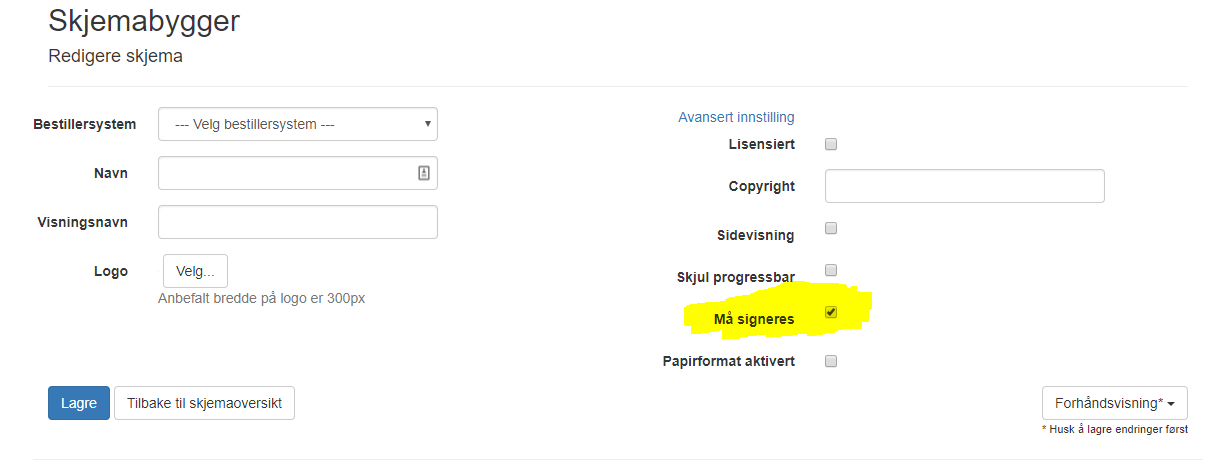 Skjemabygger
Redigere skjema
Bestillersystem
--- Velg bestillersystem ---
Navn
Visningsnavn
Logo
Velg...
Anbefalt bredde på logo er 300px
Avansert innstilling
Lisensiert
Copyright
Sidevisning
Skjul progressbar
Må signeres
Papirformat aktivert
Lagre
Tilbake til skjemaoversikt
Forhåndsvisning*
* Husk å lagre endringer først